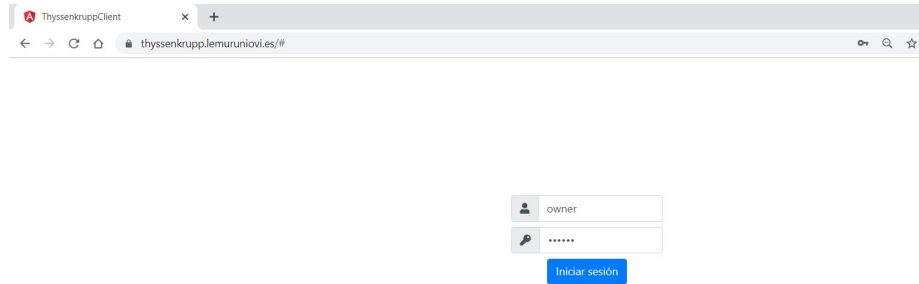 ThyssenkruppClient
thyssenkrupp.lemuruniovi.es/#
owner
••••••
Iniciar sesión